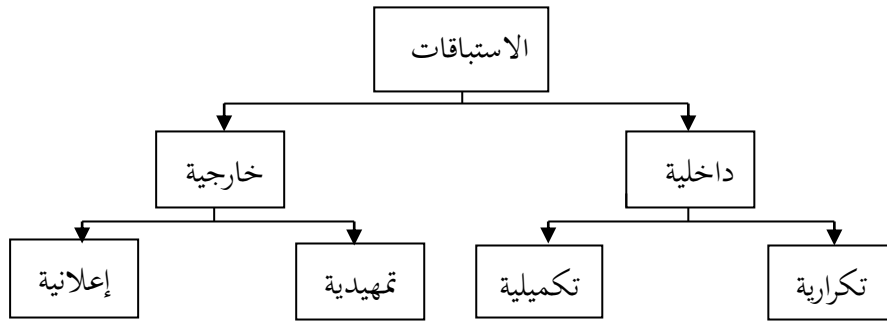 الاستباقات
داخلية
خارجية
تكرارية
تكميلية
تمهيدية
إعلانية